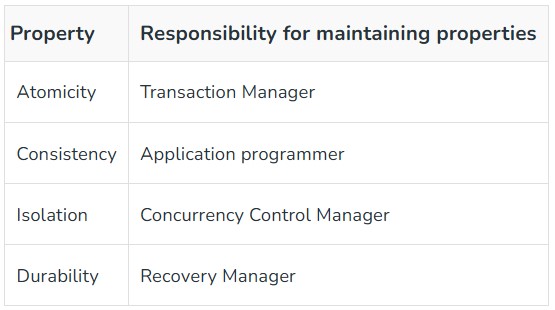 Property Responsibility for maintaining properties
Atomicity Transaction Manager
Consistency Application programmer
Isolation Concurrency Control Manager
Durability Recovery Manager